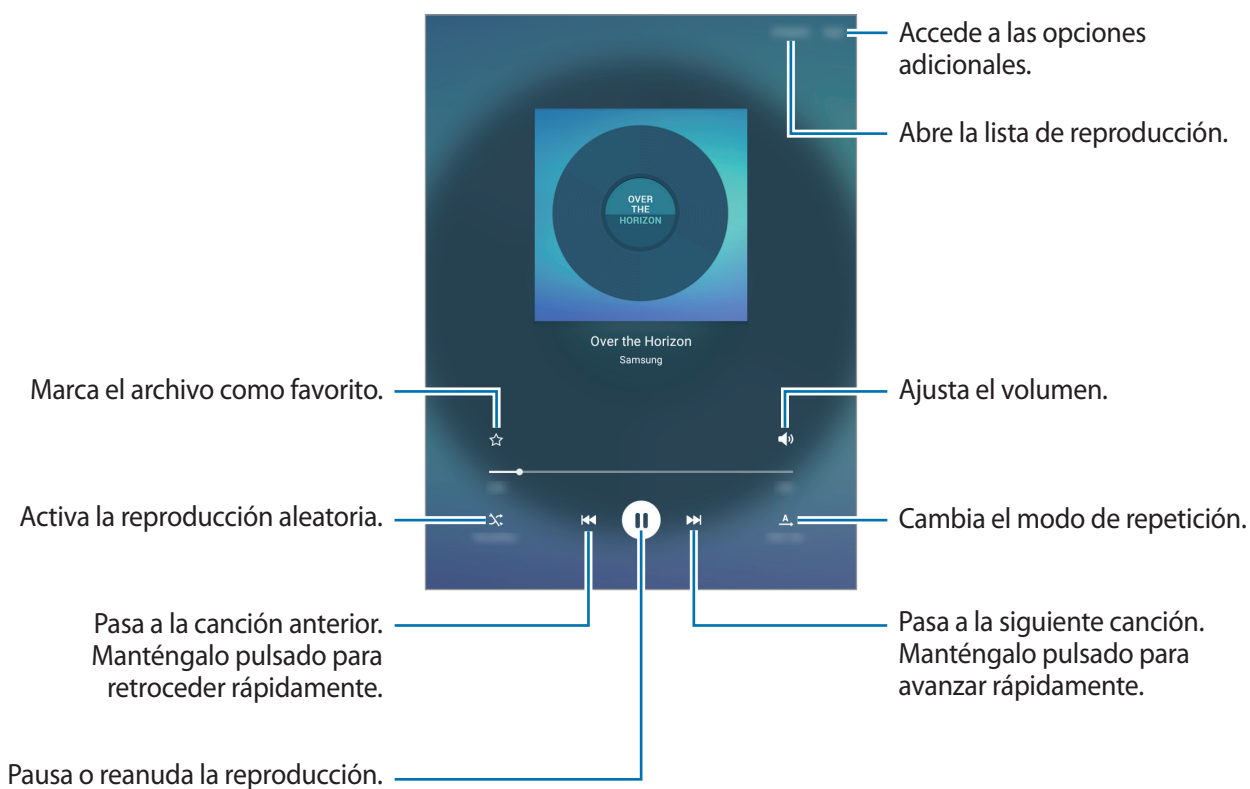 Accede a las opciones
adicionales.
Abre la lista de reproducción.
OVER
THE
HORIZON
Over the Horizon
Samsung
Marca el archivo como favorito.
Ajusta el volumen.
Activa la reproducción aleatoria.
Cambia el modo de repetición.
Pasa a la canción anterior.
Manténgalo pulsado para
retroceder rápidamente.
Pasa a la siguiente canción.
Manténgalo pulsado para
avanzar rápidamente.
Pausa o reanuda la reproducción.